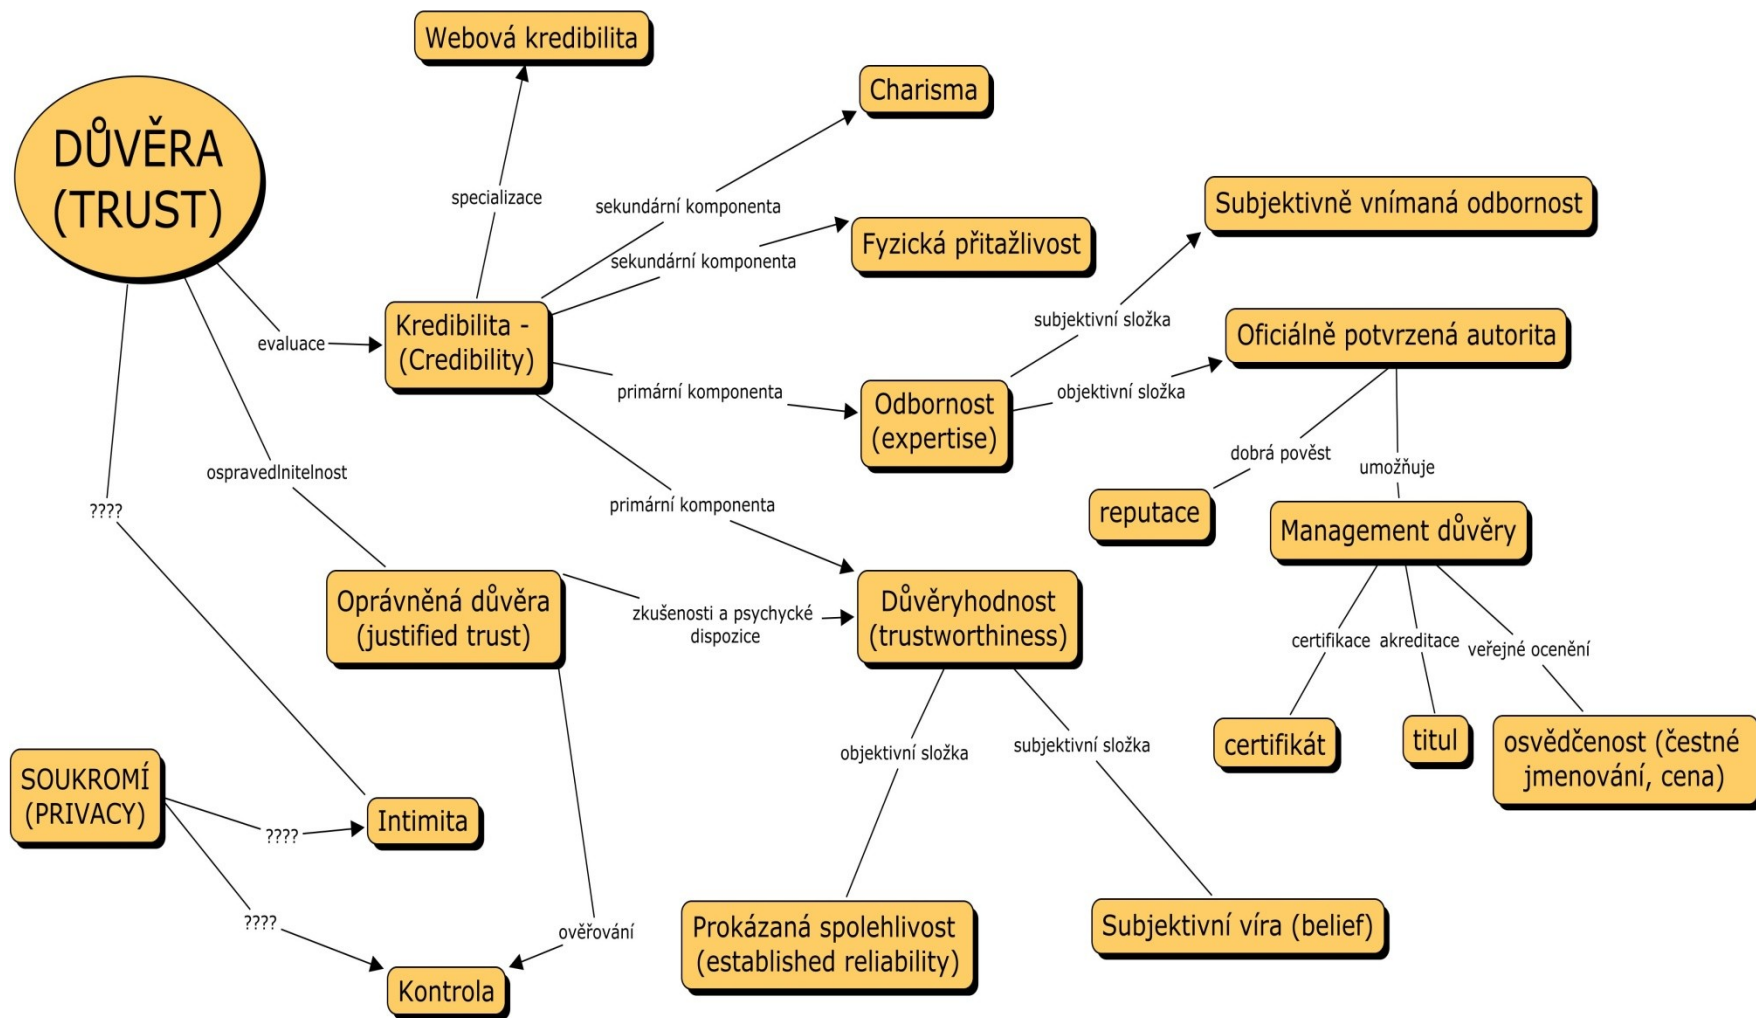 Webová kredibilita
DŮVĚRA
(TRUST)
Charisma
specializace
sekundární komponenta
Subjektivně vnímaná odbornost
Fyzická přitažlivost
sekundární komponenta
evaluace
Kredibilita -
(Credibility)
subjektivní složka
Oficiálně potvrzená autorita
primární komponenta
Odbornost
(expertise)
objektivní složka
ospravedlnitelnost
dobrá pověst
umožňuje
????
primární komponenta
reputace
Management důvěry
Oprávněná důvěra
(justified trust)
zkušenosti a psychycké
dispozice
Důvěryhodnost
(trustworthiness)
certifikace
akreditace
veřejné ocenění
SOUKROMÍ
(PRIVACY)
objektivní složka
subjektivní složka
certifikát
titul
osvědčenost (čestné
jmenování, cena)
????
Intimita
????
ověřování
Prokázaná spolehlivost
(established reliability)
Subjektivní víra (belief)
Kontrola